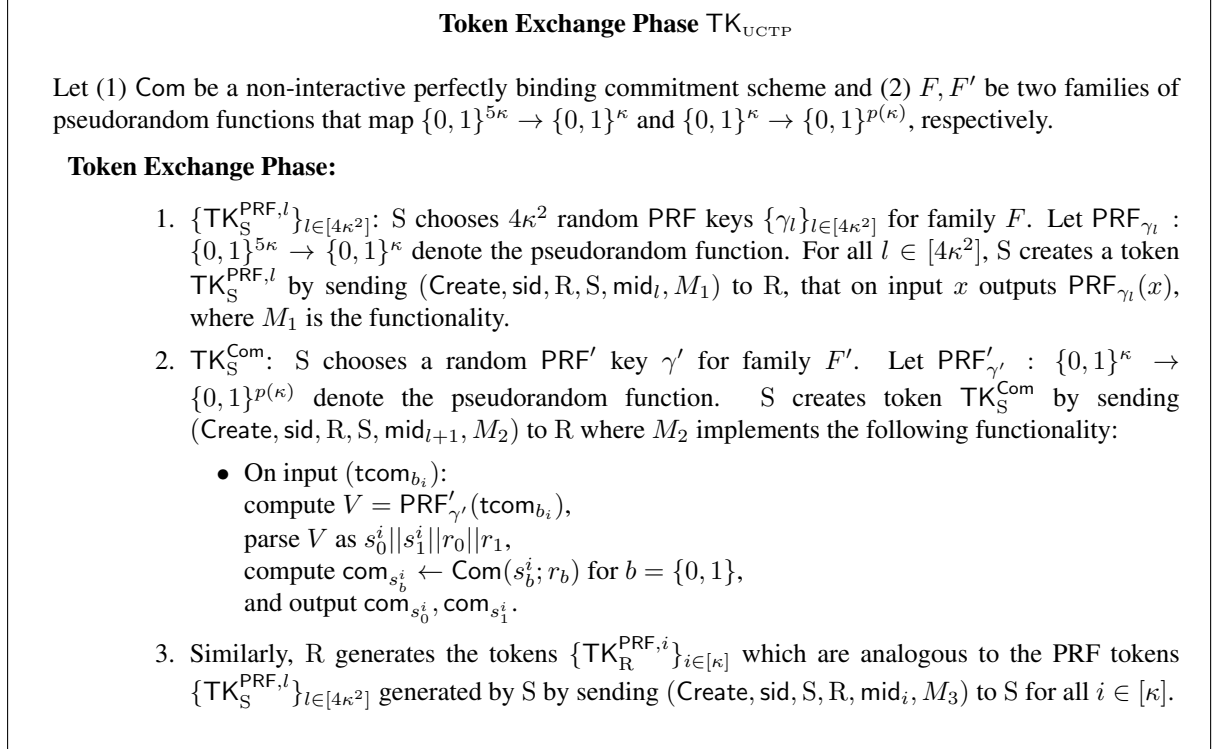 Token Exchange Phase TK_UCTP
Let (1) Com be a non-interactive perfectly binding commitment scheme and (2) F, F′ be two families of
pseudorandom functions that map {0, 1}^{5κ} → {0, 1}^κ and {0, 1}^κ → {0, 1}^{p(κ)}, respectively.
Token Exchange Phase:
1. {TK_S^{PRF,l}}_{l∈[4κ^2]}: S chooses 4κ^2 random PRF keys {γ_l}_{l∈[4κ^2]} for family F. Let PRF_{γ_l} :
{0, 1}^{5κ} → {0, 1}^κ denote the pseudorandom function. For all l ∈ [4κ^2], S creates a token
TK_S^{PRF,l} by sending (Create, sid, R, S, mid_l, M_1) to R, that on input x outputs PRF_{γ_l}(x),
where M_1 is the functionality.
2. TK_S^{Com}: S chooses a random PRF′ key γ′ for family F′. Let PRF′_{γ′} : {0, 1}^κ →
{0, 1}^{p(κ)} denote the pseudorandom function. S creates token TK_S^{Com} by sending
(Create, sid, R, S, mid_{l+1}, M_2) to R where M_2 implements the following functionality:
• On input (tcom_{b_i}):
compute V = PRF′_{γ′}(tcom_{b_i}),
parse V as s_0^i||s_1^i||r_0||r_1,
compute com_{s_b^i} ← Com(s_b^i; r_b) for b = {0, 1},
and output com_{s_0^i}, com_{s_1^i}.
3. Similarly, R generates the tokens {TK_R^{PRF,i}}_{i∈[κ]} which are analogous to the PRF tokens
{TK_S^{PRF,l}}_{l∈[4κ^2]} generated by S by sending (Create, sid, S, R, mid_i, M_3) to S for all i ∈ [κ].